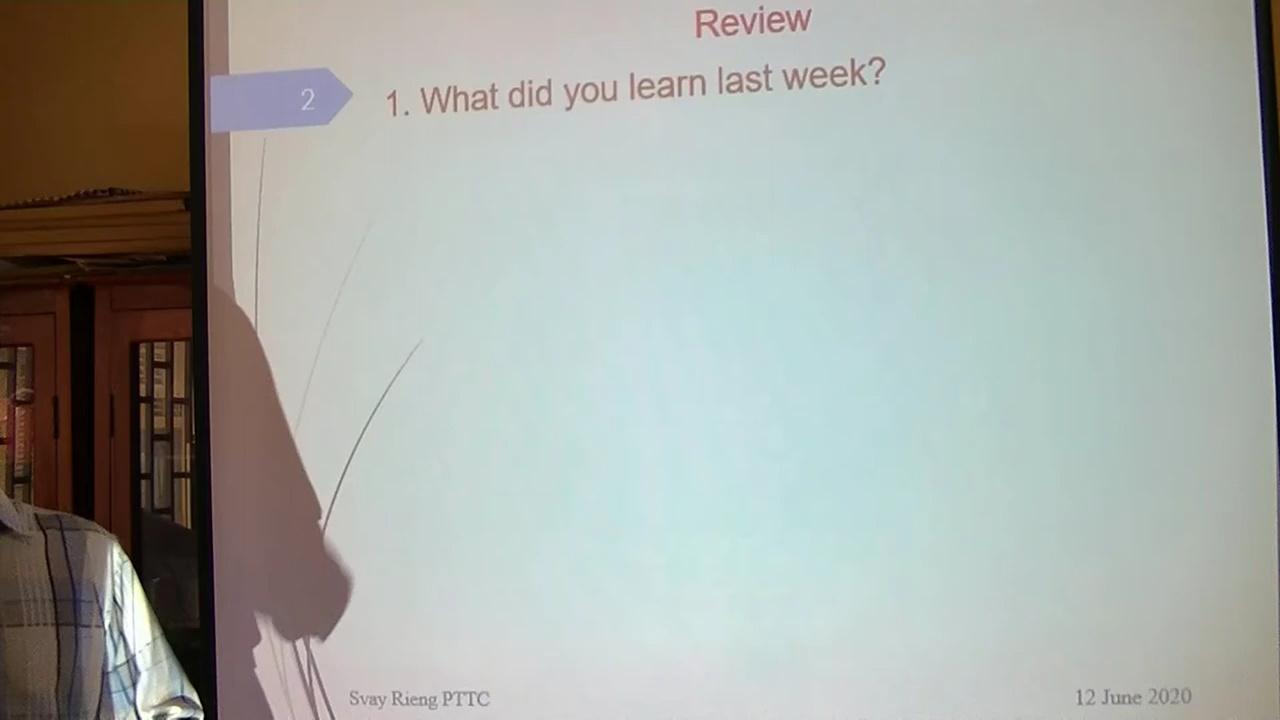 Review
2
1. What did you learn last week?
Svay Rieng PTTC
12 June 2020